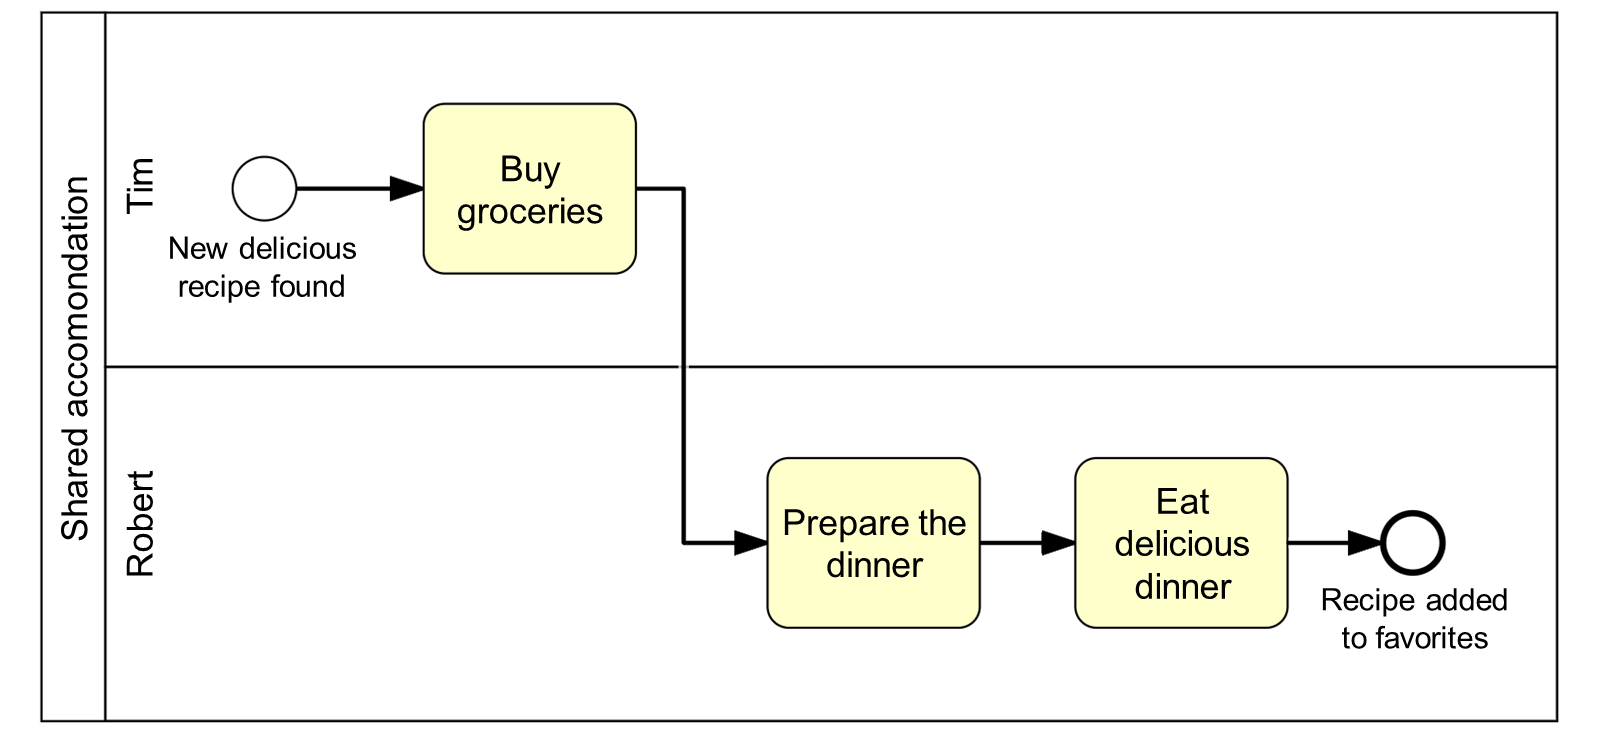 Shared accomondation
Tim
New delicious
recipe found
Buy
groceries
Robert
Prepare the
dinner
Eat
delicious
dinner
Recipe added
to favorites